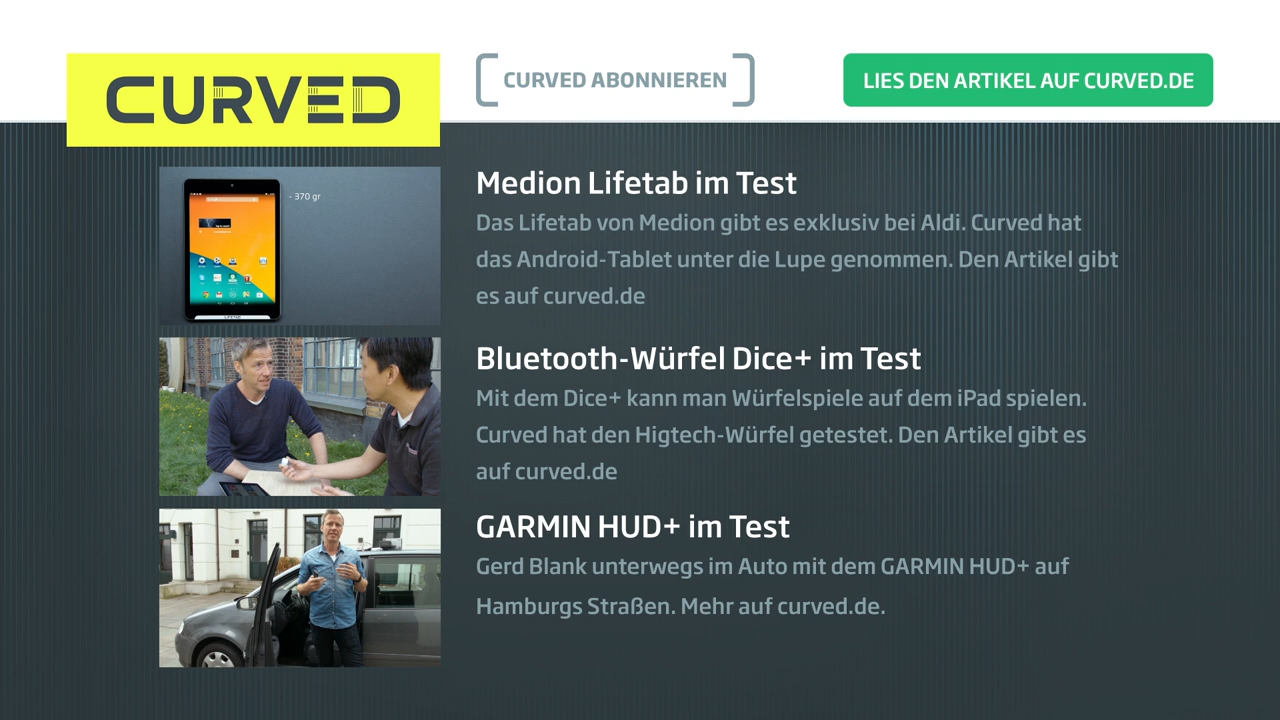 CURVED
CURVED ABONNIEREN
LIES DEN ARTIKEL AUF CURVED.DE
- 370 gr
LIFETAB
Medion Lifetab im Test
Das Lifetab von Medion gibt es exklusiv bei Aldi. Curved hat
das Android-Tablet unter die Lupe genommen. Den Artikel gibt
es auf curved.de
Bluetooth-Würfel Dice+ im Test
Mit dem Dice+ kann man Würfelspiele auf dem iPad spielen.
Curved hat den Higtech-Würfel getestet. Den Artikel gibt es
auf curved.de
GARMIN HUD+ im Test
Gerd Blank unterwegs im Auto mit dem GARMIN HUD+ auf
Hamburgs Straßen. Mehr auf curved.de.